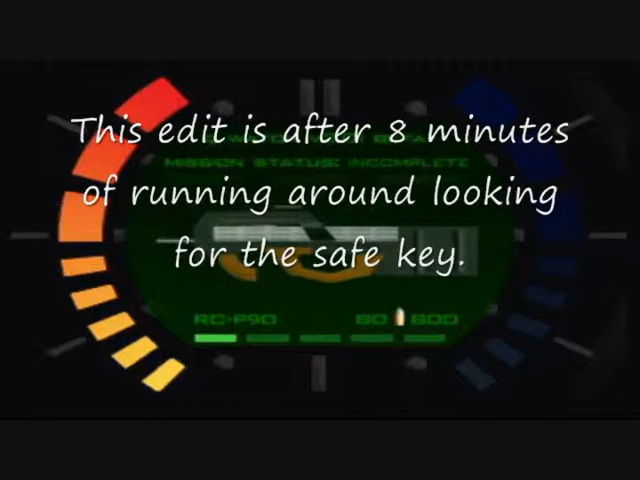 This edit is after 8 minutes
MISSION STATUS: INCOMPLETE
of running around looking
for the safe key.
RC-P90 80 800